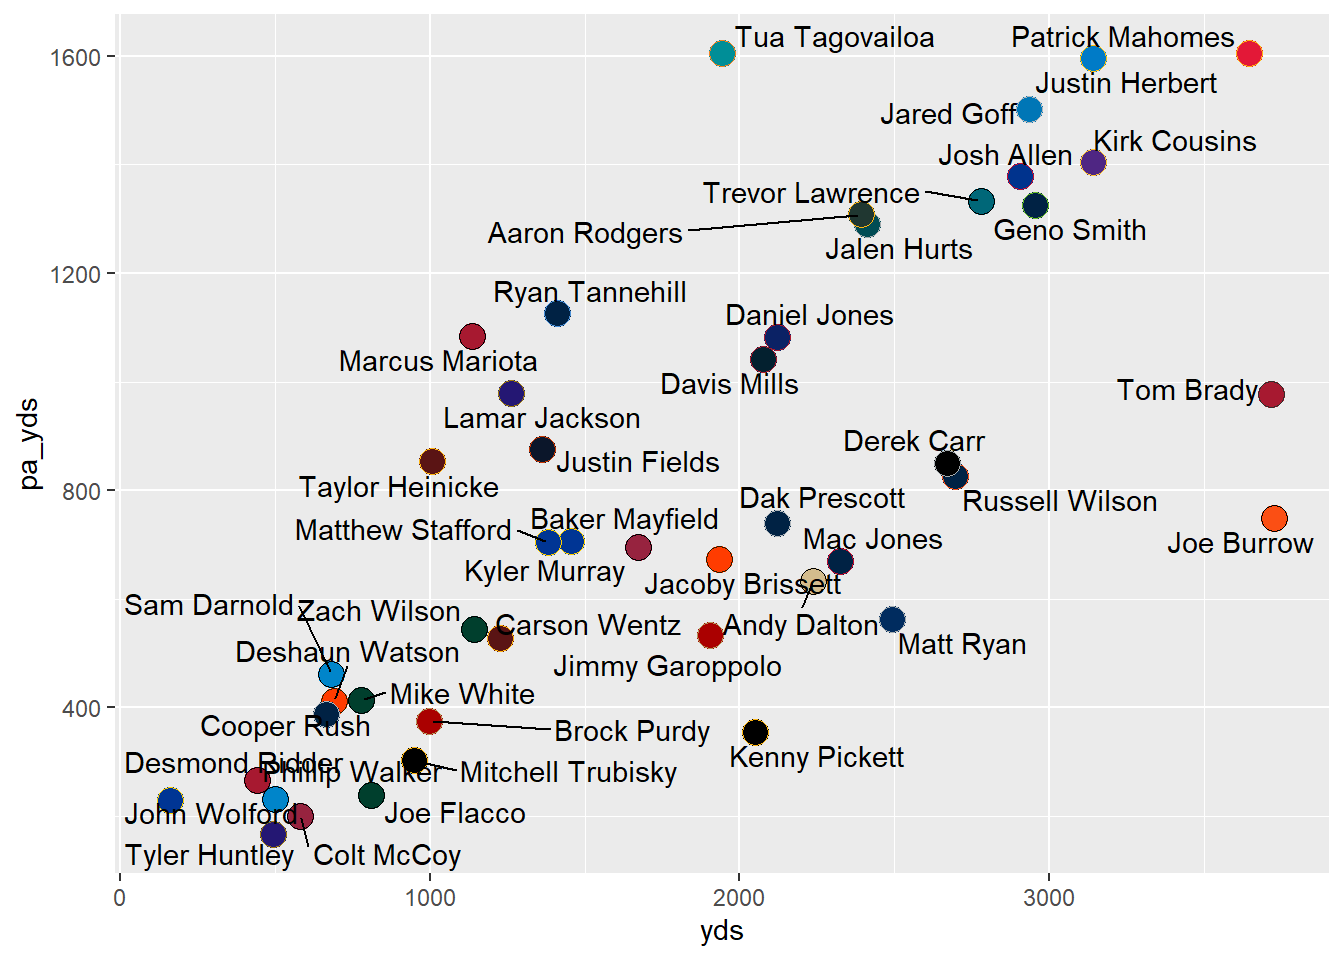 Tua Tagovailoa
Patrick Mahomes
1600
Justin Herbert
Jared Goff
Kirk Cousins
Josh Allen
Trevor Lawrence
Geno Smith
Aaron Rodgers
Jalen Hurts
1200
Ryan Tannehill
Daniel Jones
Marcus Mariota
Davis Mills
Tom Brady
Lamar Jackson
Derek Carr
Justin Fields
pa_yds
Taylor Heinicke
800
Dak Prescott
Russell Wilson
Matthew Stafford
Baker Mayfield
Mac Jones
Joe Burrow
Kyler Murray
Jacoby Brissett
Sam Darnold
Zach Wilson
Carson Wentz
Andy Dalton
Matt Ryan
Deshaun Watson
Jimmy Garoppolo
Mike White
400
Cooper Rush
Brock Purdy
Kenny Pickett
Desmond Ridder
Phillip Walker
Mitchell Trubisky
John Wolford
Joe Flacco
Tyler Huntley
Colt McCoy
0
1000
2000
3000
yds